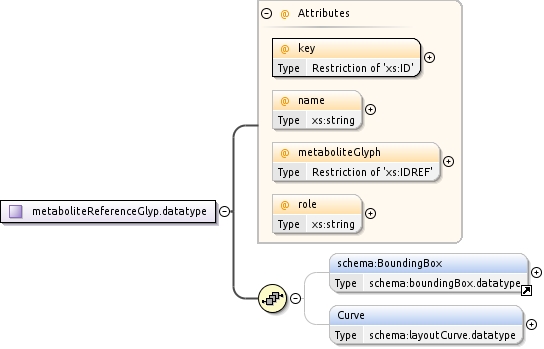 Attributes
@ key
Type Restriction of 'xs:ID'
@ name
Type xs:string
@ metaboliteGlyph
Type Restriction of 'xs:IDREF'
@ role
Type xs:string
metaboliteReferenceGlyp.datatype
schema:BoundingBox
Type schema:boundingBox.datatype
Curve
Type schema:layoutCurve.datatype